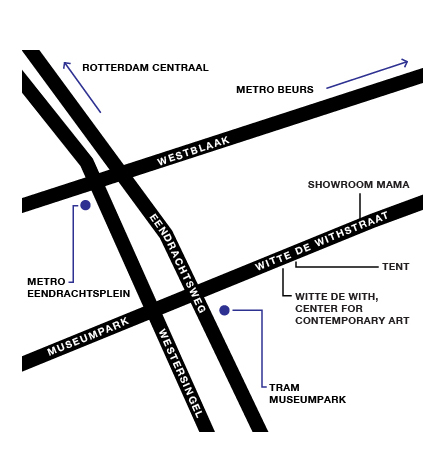 ROTTERDAM CENTRAAL
METRO BEURS
WESTBLAAK
SHOWROOM MAMA
EENDRACHTSWEG
WITTE DE WITHSTRAAT
TENT
METRO
EENDRACHTSPLEIN
WITTE DE WITH,
CENTER FOR
CONTEMPORARY ART
MUSEUMPARK
WESTERSINGEL
TRAM
MUSEUMPARK